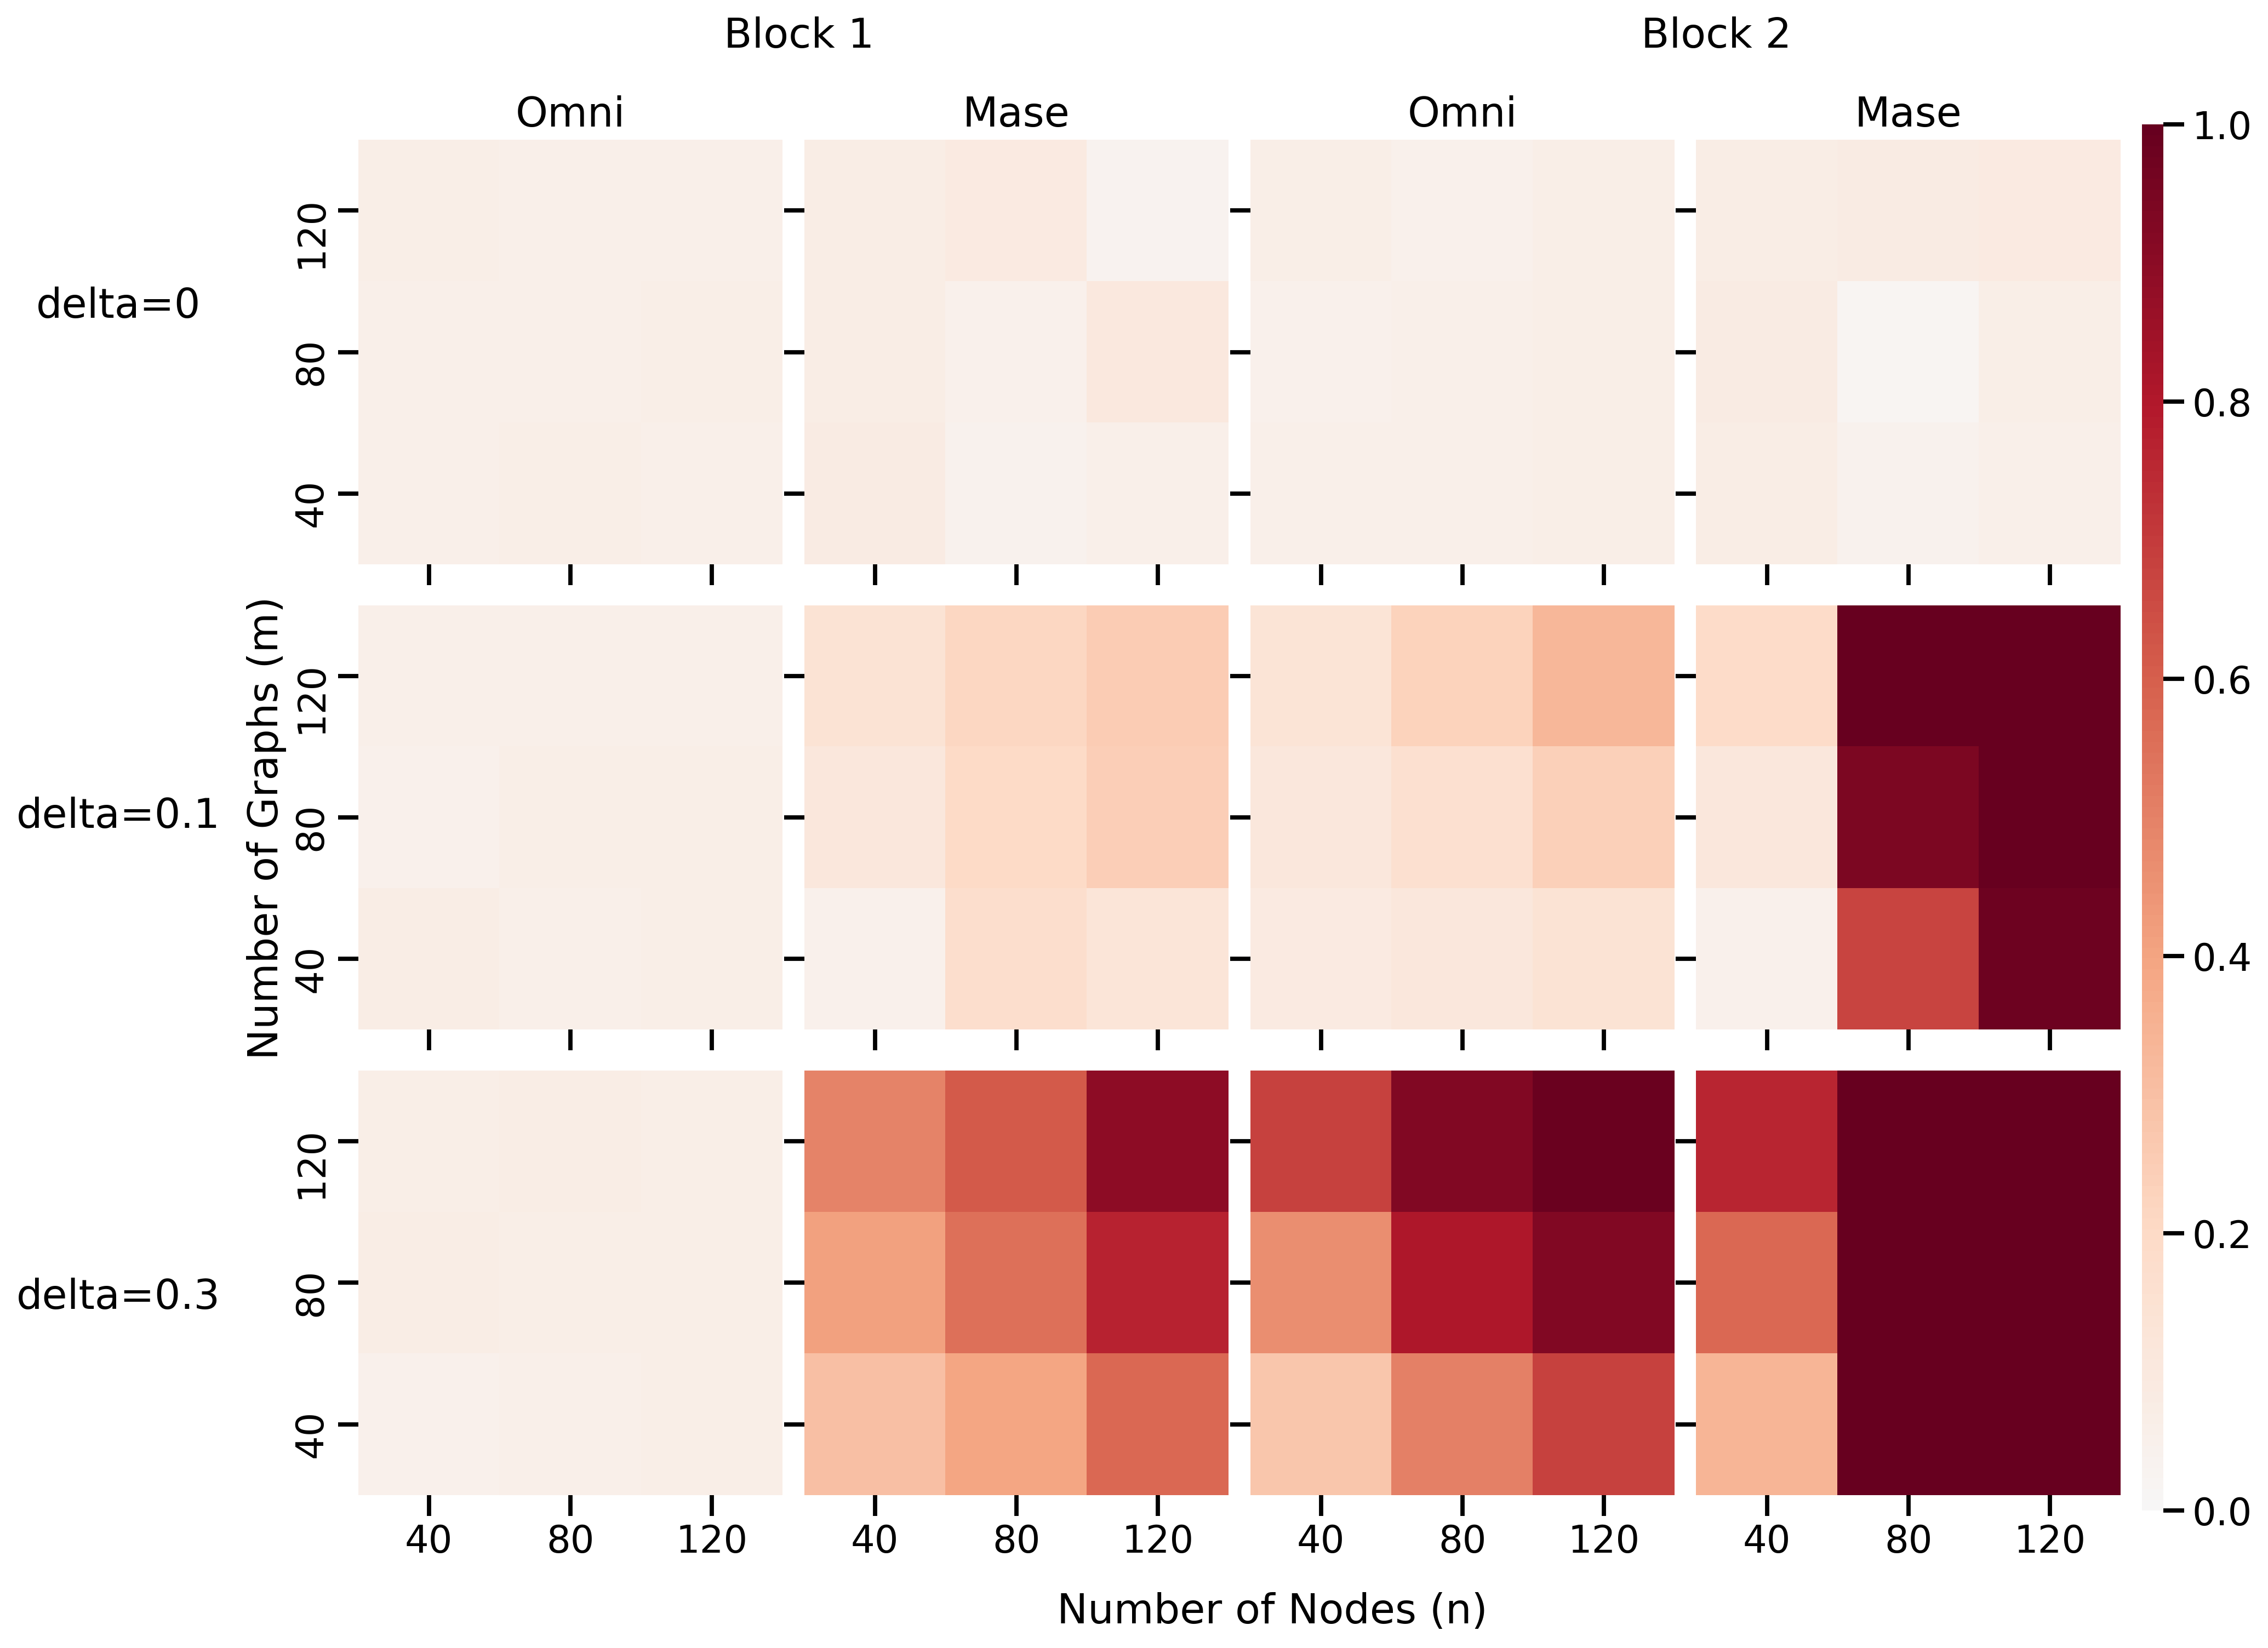 Block 1
Block 2
Omni
Mase
Omni
Mase
1.0
0.8
0.6
0.4
0.2
0.0
delta=0
120
80
40
Number of Graphs (m)
delta=0.1
120
80
40
delta=0.3
120
80
40
40 80 120
40 80 120
40 80 120
40 80 120
Number of Nodes (n)